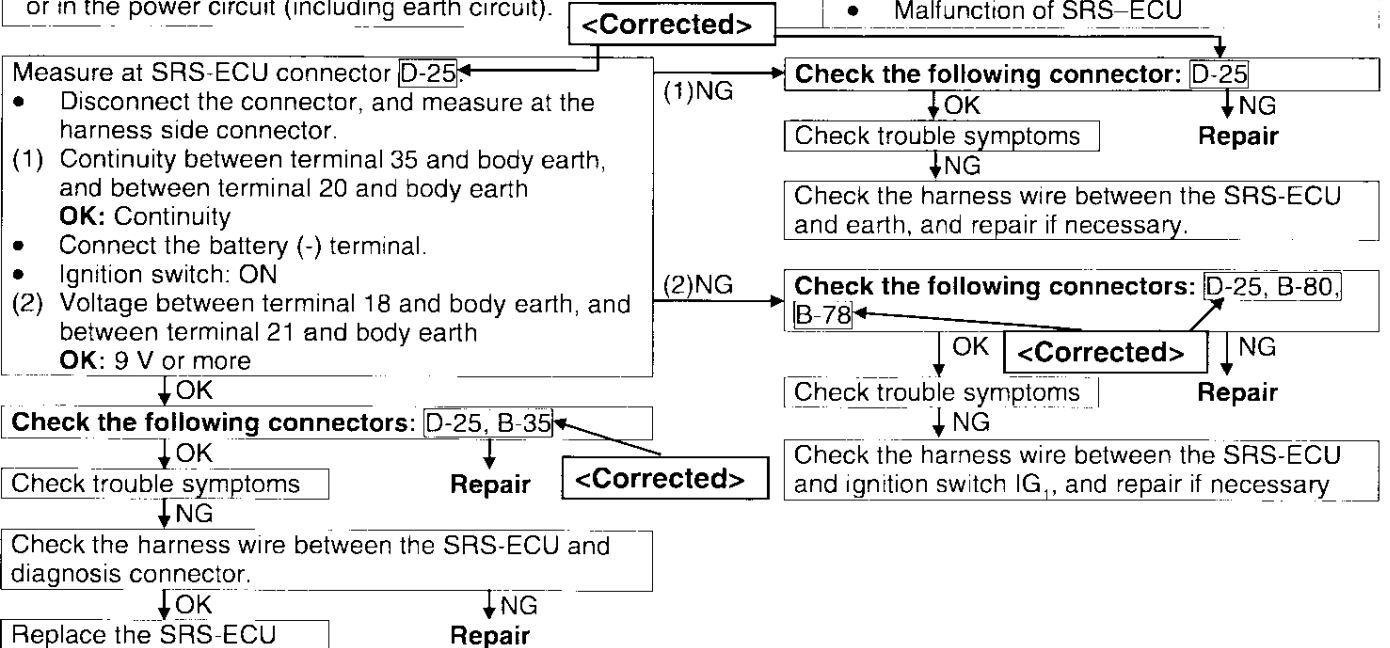 or in the power circuit (including earth circuit).
• Malfunction of SRS-ECU
<Corrected>
Measure at SRS-ECU connector D-25.
• Disconnect the connector, and measure at the
harness side connector.
(1) Continuity between terminal 35 and body earth,
and between terminal 20 and body earth
OK: Continuity
• Connect the battery (-) terminal.
• Ignition switch: ON
(2) Voltage between terminal 18 and body earth, and
between terminal 21 and body earth
OK: 9 V or more
(1)NG
Check the following connector: D-25
OK
NG
Check trouble symptoms
Repair
NG
Check the harness wire between the SRS-ECU
and earth, and repair if necessary.
(2)NG
Check the following connectors: D-25, B-80,
B-78
OK
<Corrected>
NG
Check trouble symptoms
Repair
NG
Check the harness wire between the SRS-ECU
and ignition switch IG₁, and repair if necessary
OK
Check the following connectors: D-25, B-35
OK
Check trouble symptoms
Repair
<Corrected>
NG
Check the harness wire between the SRS-ECU and
diagnosis connector.
OK
NG
Replace the SRS-ECU
Repair